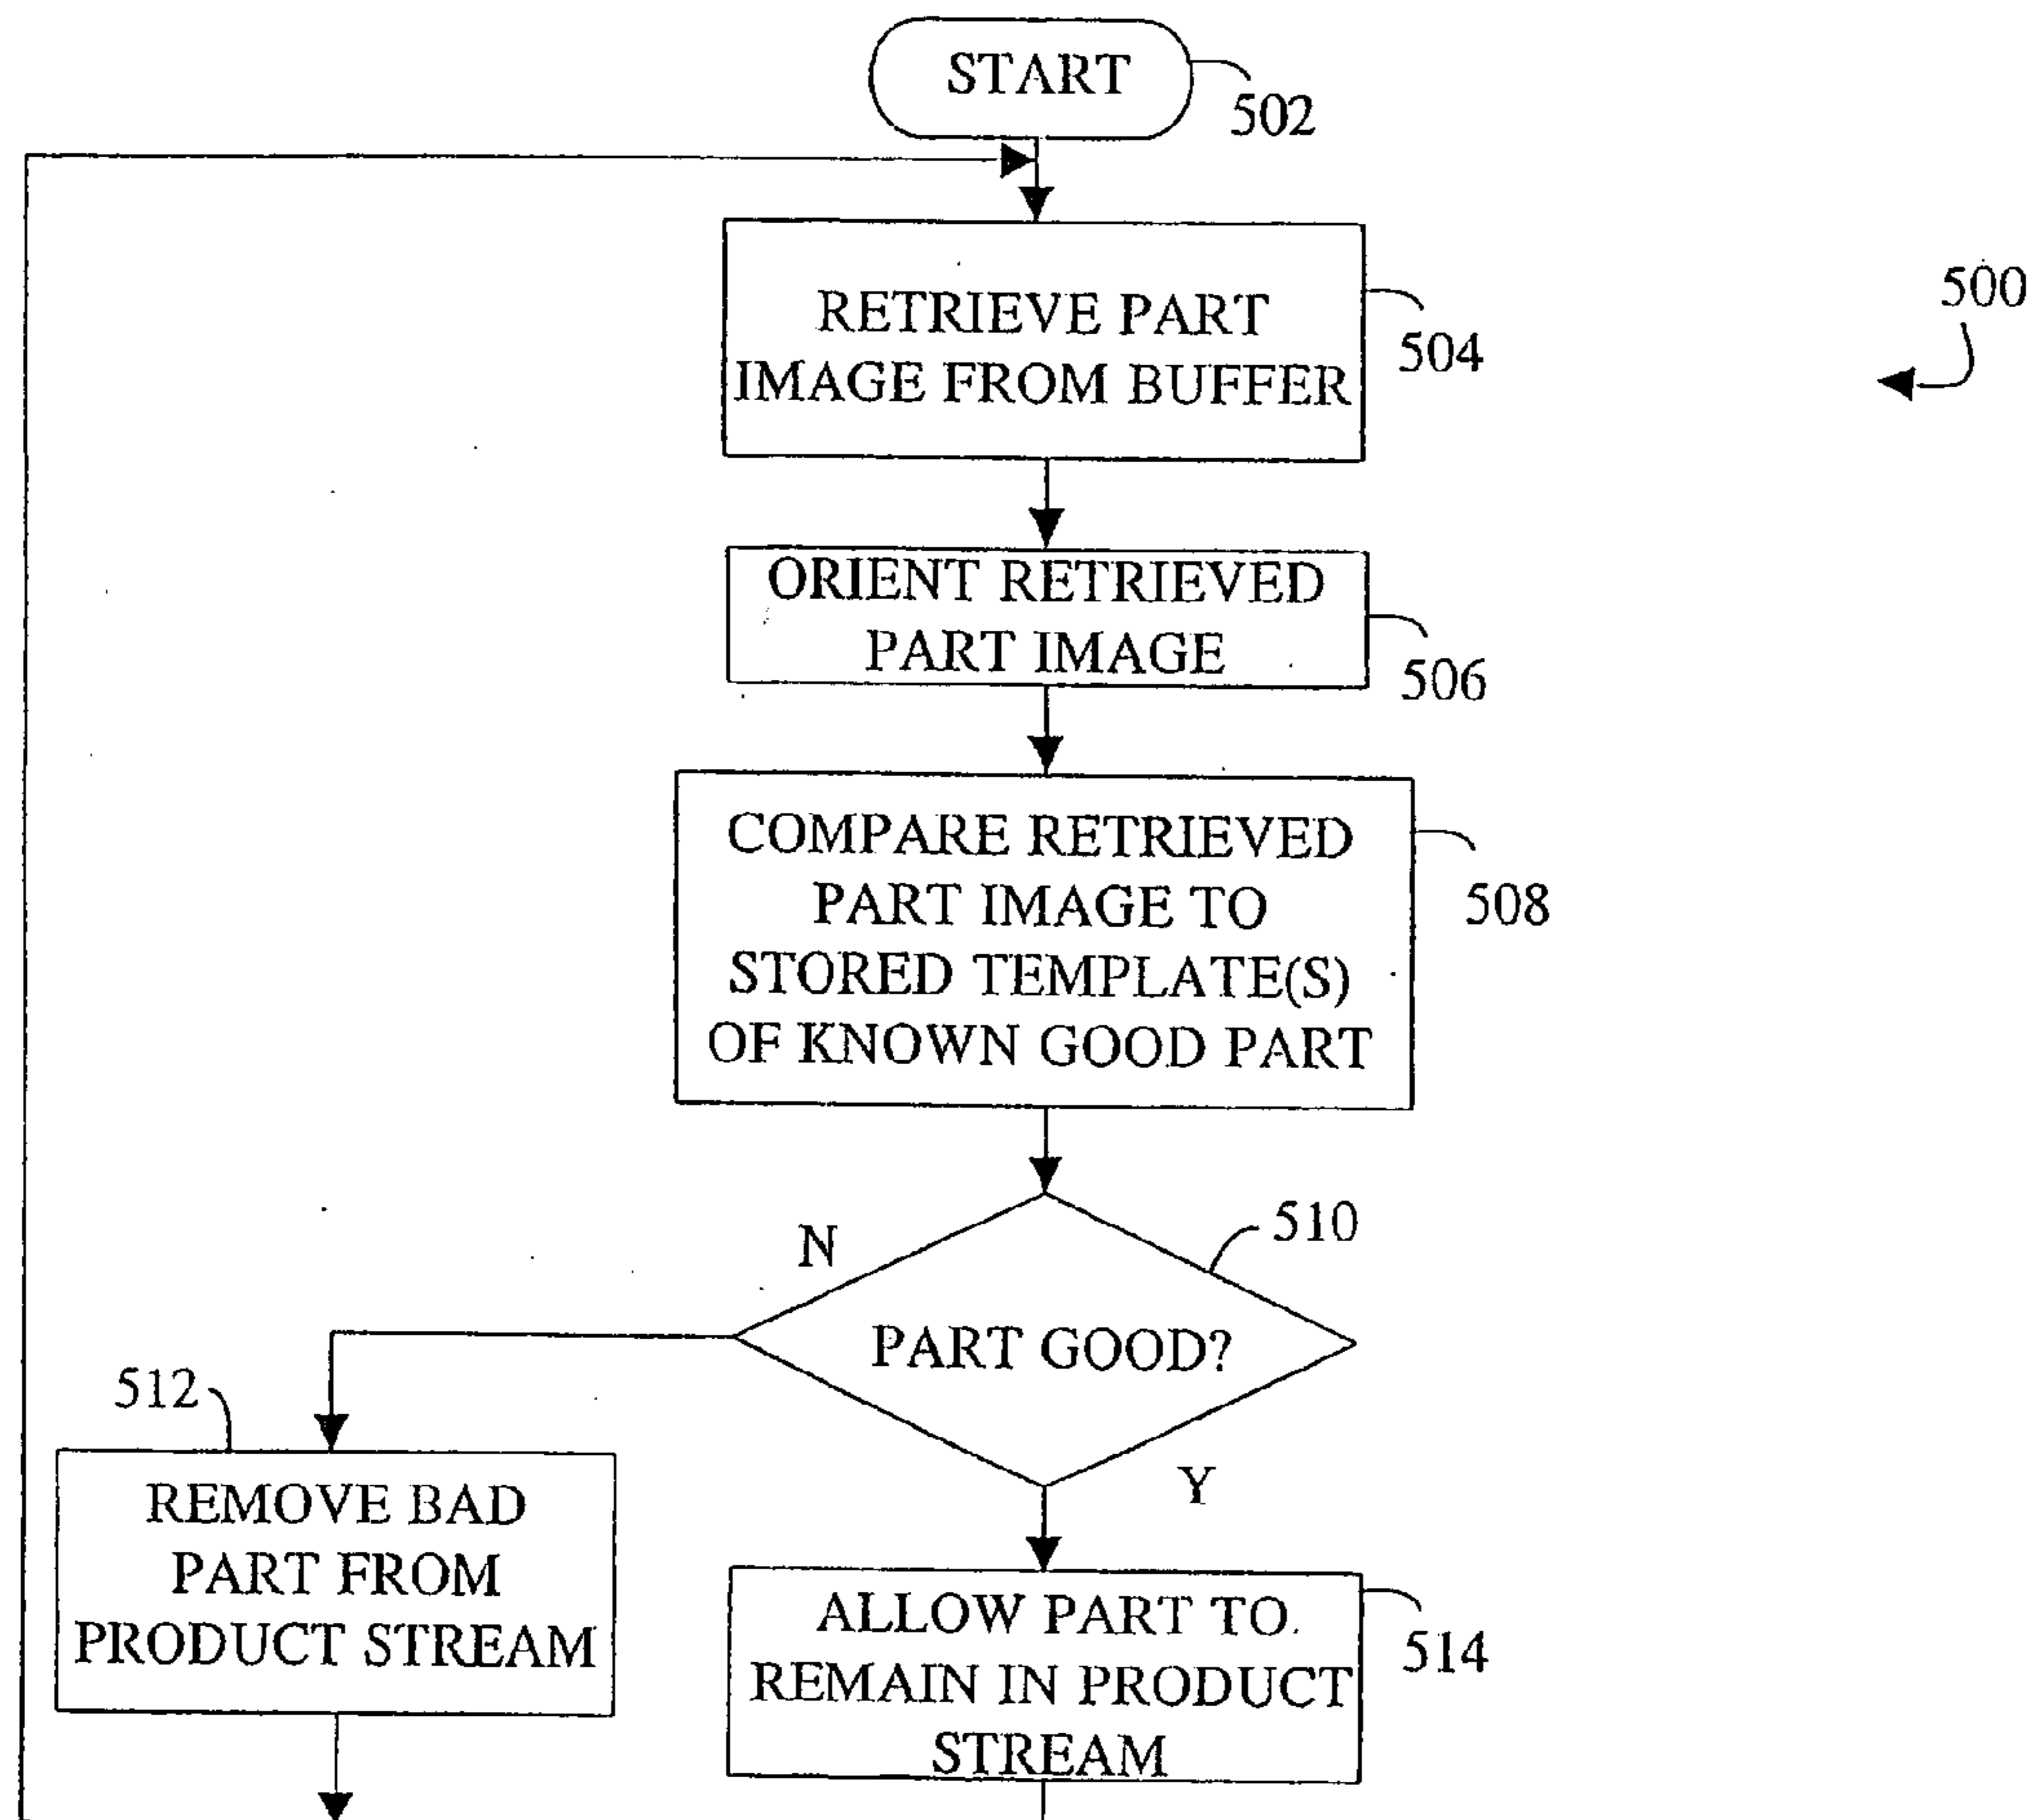 START
502
500
RETRIEVE PART
IMAGE FROM BUFFER
504
ORIENT RETRIEVED
PART IMAGE
506
COMPARE RETRIEVED
PART IMAGE TO
STORED TEMPLATE(S)
OF KNOWN GOOD PART
508
N
510
PART GOOD?
Y
512
REMOVE BAD
PART FROM
PRODUCT STREAM
ALLOW PART TO
REMAIN IN PRODUCT
STREAM
514